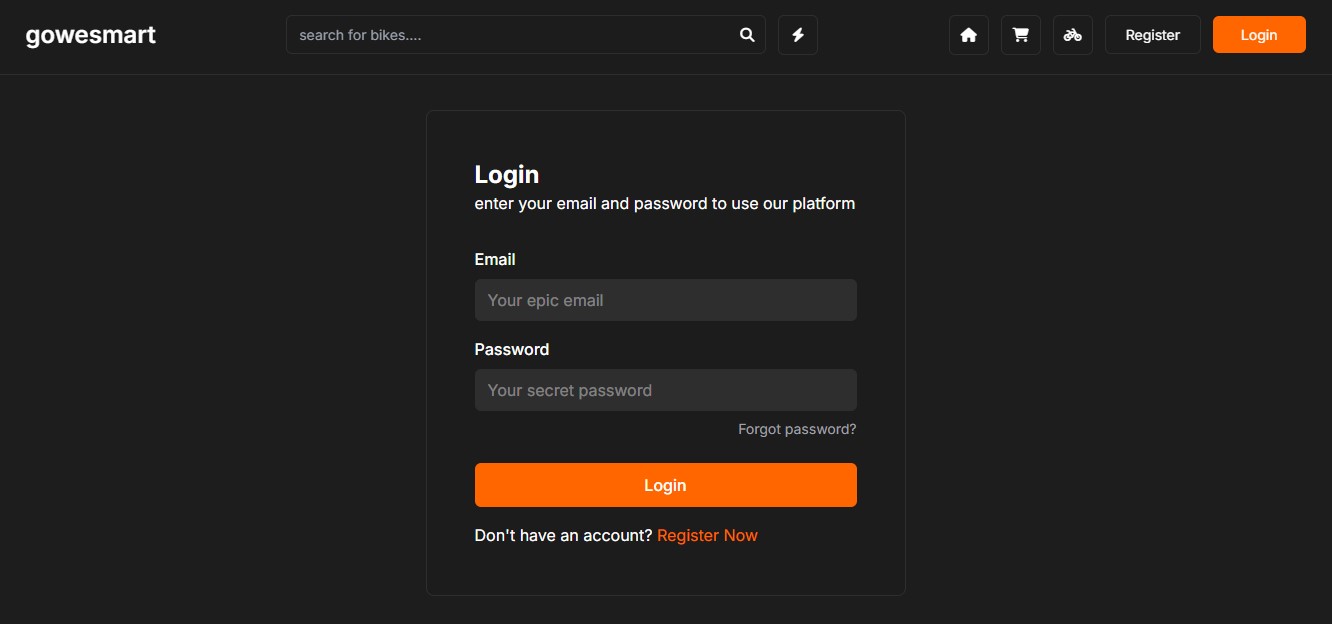 gowesmart
search for bikes....
Register
Login
Login
enter your email and password to use our platform
Email
Your epic email
Password
Your secret password
Forgot password?
Login
Don't have an account? Register Now